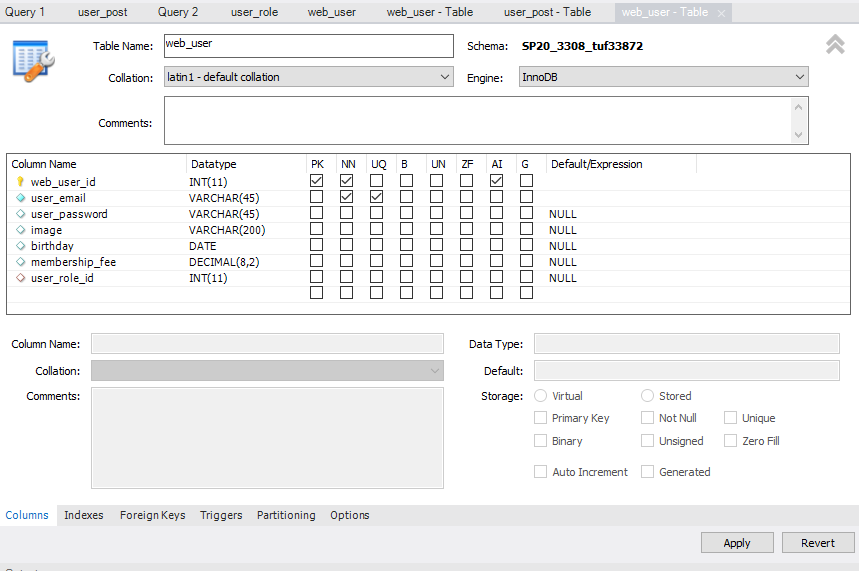 Query 1 user_post Query 2 user_role web_user web_user - Table user_post - Table web_user - Table
Table Name: web_user Schema: SP20_3308_tuf33872
Collation: latin1 - default collation Engine: InnoDB
Comments:
Column Name Datatype PK NN UQ B UN ZF AI G Default/Expression
web_user_id INT(11)
user_email VARCHAR(45)
user_password VARCHAR(45) NULL
image VARCHAR(200) NULL
birthday DATE NULL
membership_fee DECIMAL(8,2) NULL
user_role_id INT(11) NULL
Column Name: Data Type:
Collation: Default:
Comments: Storage: Virtual Stored
Primary Key Not Null Unique
Binary Unsigned Zero Fill
Auto Increment Generated
Columns Indexes Foreign Keys Triggers Partitioning Options
Apply Revert